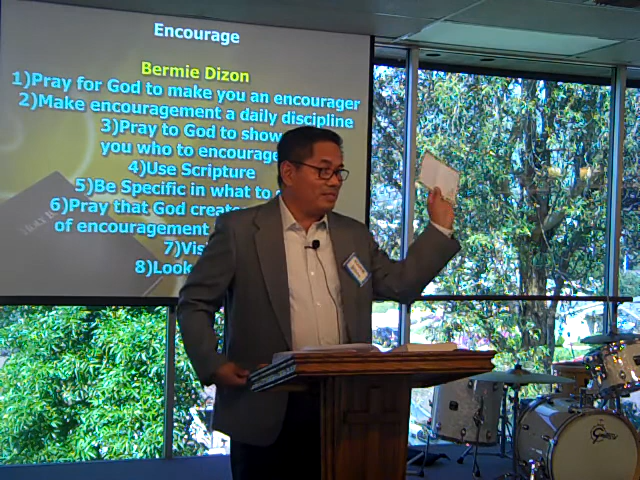 Encourage
Bermie Dizon
1)Pray for God to make you an encourager
2)Make encouragement a daily discipline
3)Pray to God to show
you who to encourage
4)Use Scripture
5)Be Specific in what to
6)Pray that God create
of encouragement
7)Vis
8)Look